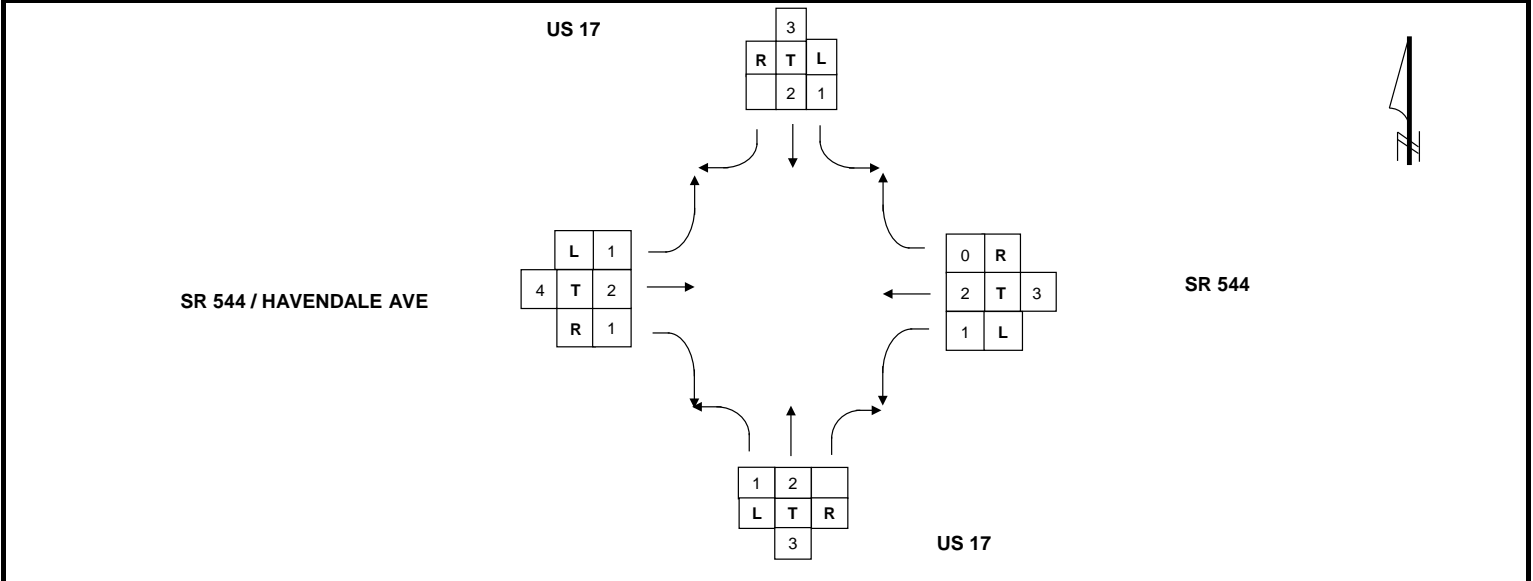 US 17
3
R T L
2 1
N
L 1
4 T 2
R 1
SR 544 / HAVENDALE AVE
0 R
2 T 3
1 L
SR 544
1 2
L T R
3
US 17